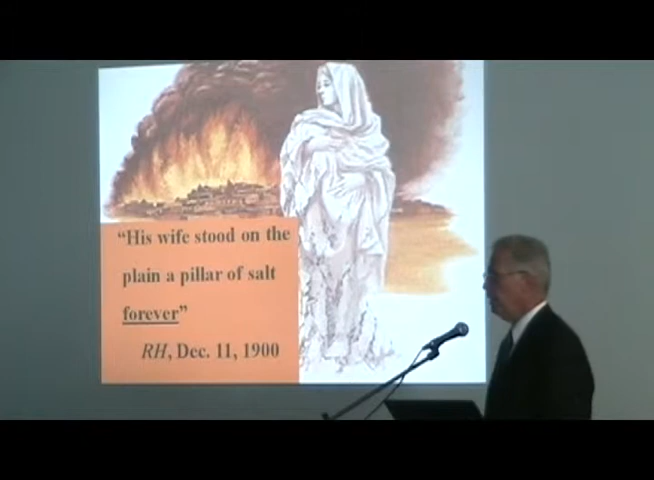 “His wife stood on the
plain a pillar of salt
forever”
RH, Dec. 11, 1900